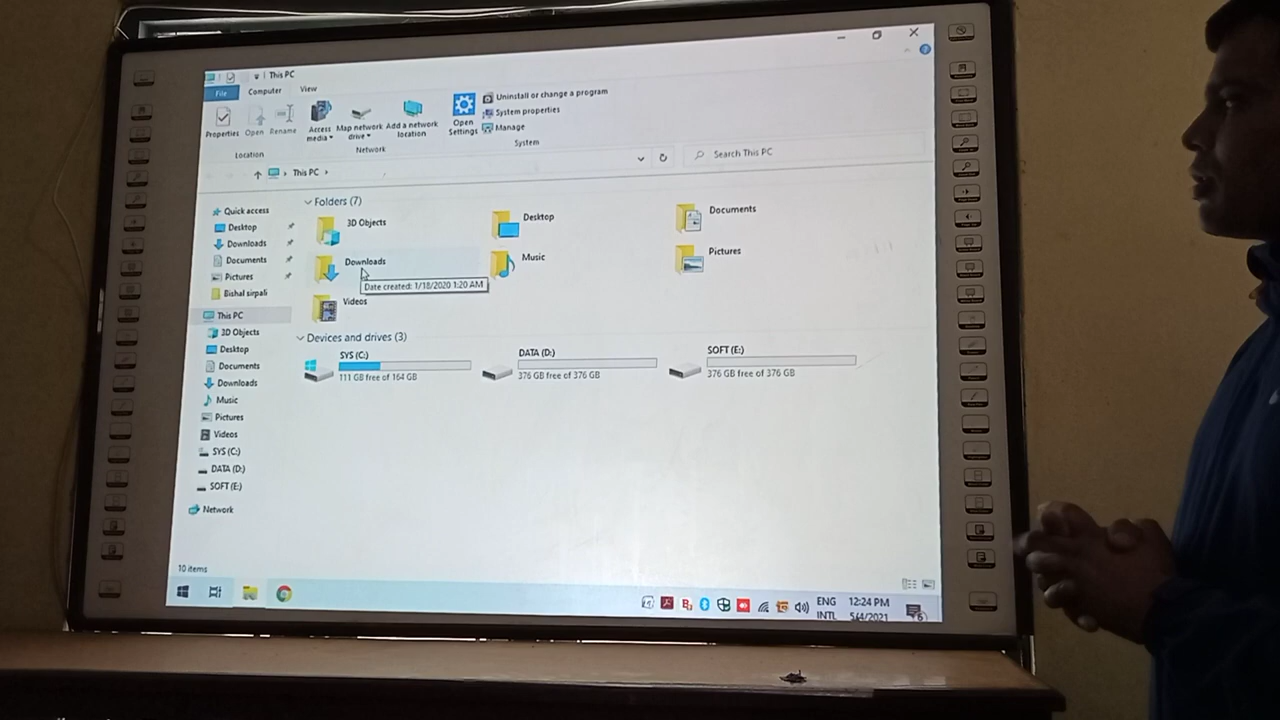 This PC
File Computer View
Properties Open Rename Access media Map network drive Add a network location Open Settings Uninstall or change a program
System properties
Manage
Location Network System
This PC
Search This PC
Quick access
Desktop
Downloads
Documents
Pictures
Bishal sirpali
This PC
3D Objects
Desktop
Documents
Downloads
Music
Pictures
Videos
SYS (C:)
DATA (D:)
SOFT (E:)
Network
Folders (7)
3D Objects Desktop Documents
Downloads Music Pictures
Date created: 1/18/2020 1:20 AM
Videos
Devices and drives (3)
SYS (C:) DATA (D:) SOFT (E:)
111 GB free of 164 GB 376 GB free of 376 GB 376 GB free of 376 GB
10 items
ENG 12:24 PM
INTL 5/4/2021
6